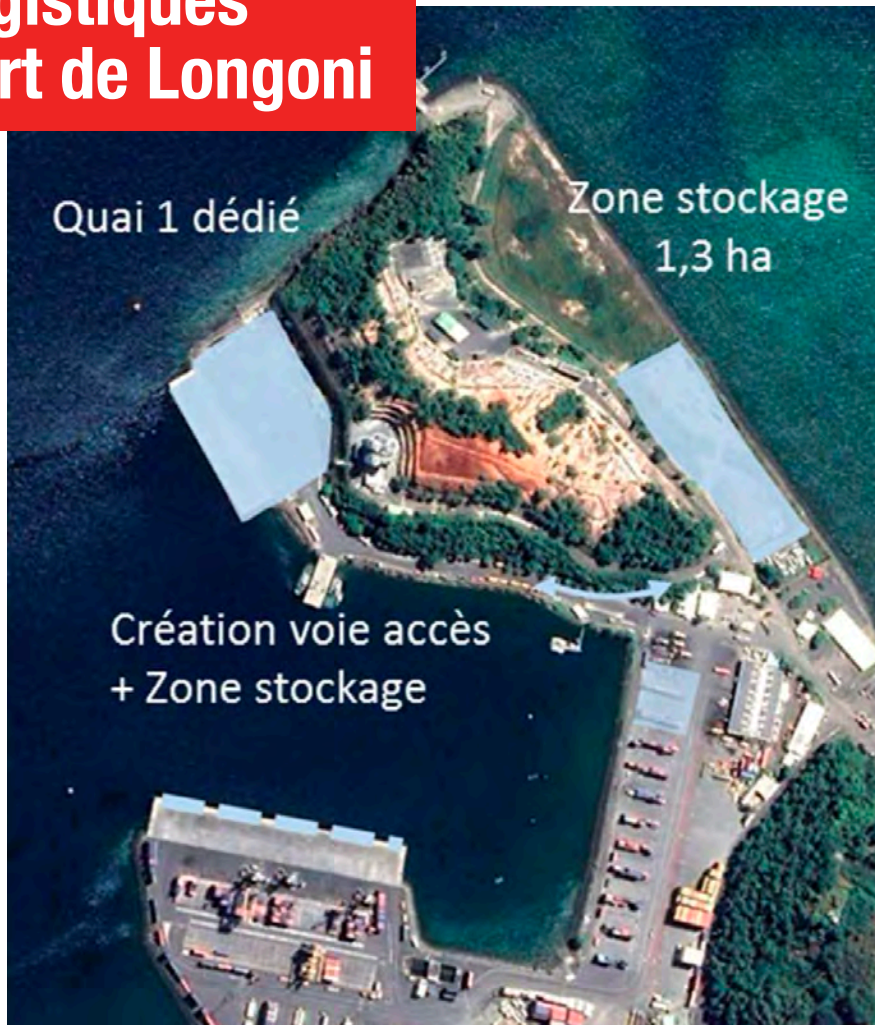 gistiques
rt de Longoni
Quai 1 dédié
Zone stockage
1,3 ha
Création voie accès
+ Zone stockage